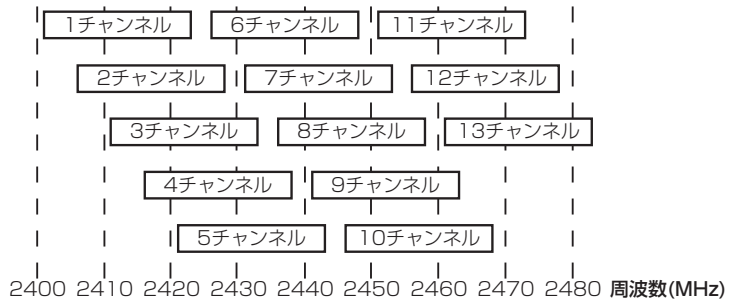 1チャンネル 6チャンネル 11チャンネル
2チャンネル 7チャンネル 12チャンネル
3チャンネル 8チャンネル 13チャンネル
4チャンネル 9チャンネル
5チャンネル 10チャンネル
2400 2410 2420 2430 2440 2450 2460 2470 2480 周波数(MHz)